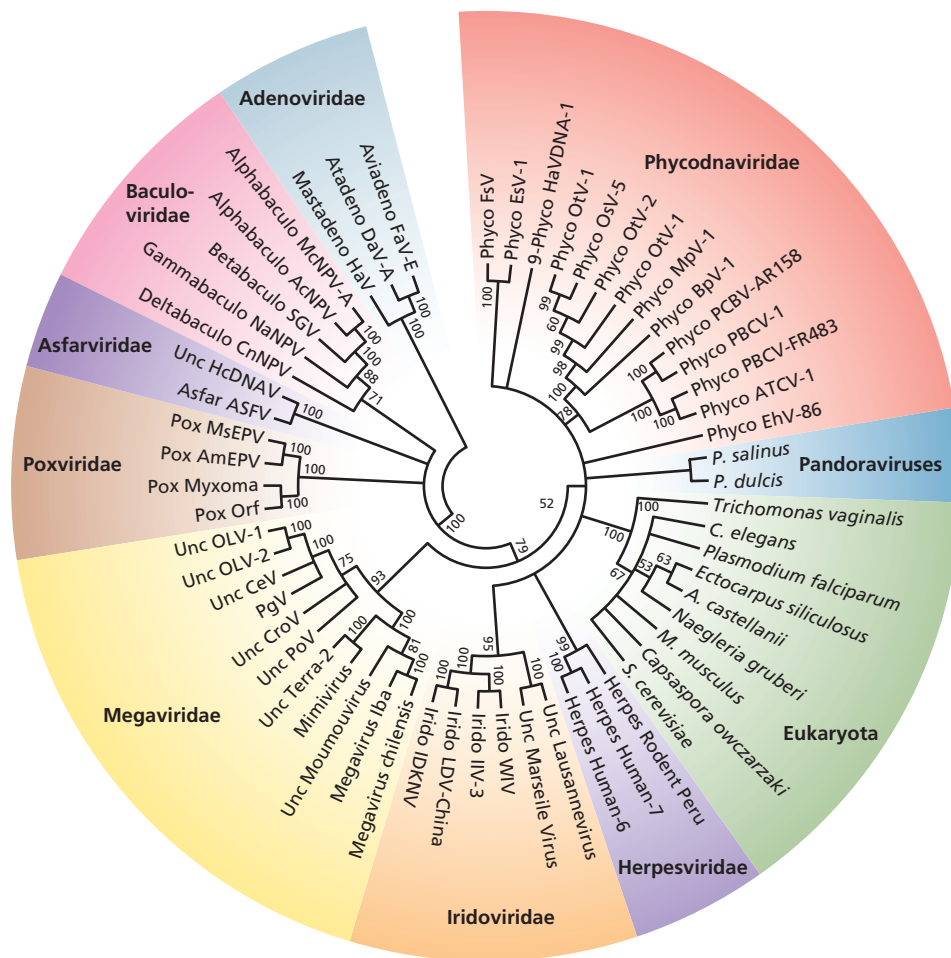 Adenoviridae
Aviadeno FaV-E
Atadeno DaV-A
Mastadeno HaV
100
100
Baculo-
viridae
Alphabaculo McNPV-A
Alphabaculo AcNPV
Betabaculo SGV
Gammabaculo NaNPV
Deltabaculo CnNPV
100
100
88
71
Asfarviridae
Unc HcDNAV
Asfar ASFV
100
Poxviridae
Pox MsEPV
Pox AmEPV
Pox Myxoma
Pox Orf
100
100
100
Megaviridae
Unc OLV-1
Unc OLV-2
Unc CeV
PgV
Unc CroV
Unc PoV
Unc Terra-2
Mimivirus
Unc Moumouvirus
Megavirus Iba
Megavirus chilensis
100
100
75
93
100
100
81
100
Iridoviridae
Irido IDKNV
Irido LDV-China
Irido IIV-3
Irido WIV
Unc Marseile Virus
Unc Lausannevirus
95
100
100
100
100
Herpesviridae
Herpes Human-6
Herpes Human-7
Herpes Rodent Peru
99
100
Eukaryota
Trichomonas vaginalis
C. elegans
Plasmodium falciparum
Ectocarpus siliculosus
A. castellanii
Naegleria gruberi
M. musculus
Capsaspora owczarzaki
S. cerevisiae
100
100
63
53
67
Pandoraviruses
P. salinus
P. dulcis
Phycodnaviridae
Phyco FsV
Phyco EsV-1
9-Phyco HaVDNA-1
Phyco OtV-1
Phyco OsV-5
Phyco OtV-2
Phyco OtV-1
Phyco MpV-1
Phyco BpV-1
Phyco PCBV-AR158
Phyco PBCV-1
Phyco PBCV-FR483
Phyco ATCV-1
Phyco EhV-86
100
99
60
99
98
100
78
100
100
100
52
79
100